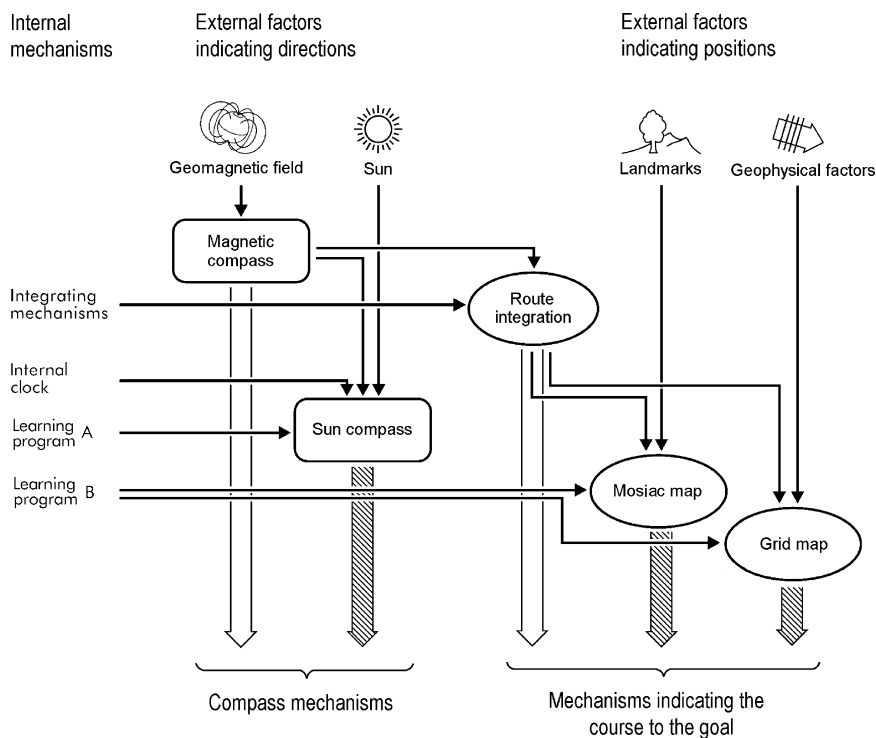 Internal
mechanisms
External factors
indicating directions
External factors
indicating positions
Geomagnetic field
Sun
Landmarks
Geophysical factors
Magnetic
compass
Integrating
mechanisms
Route
integration
Internal
clock
Learning
program A
Sun compass
Learning
program B
Mosiac map
Grid map
Compass mechanisms
Mechanisms indicating the
course to the goal